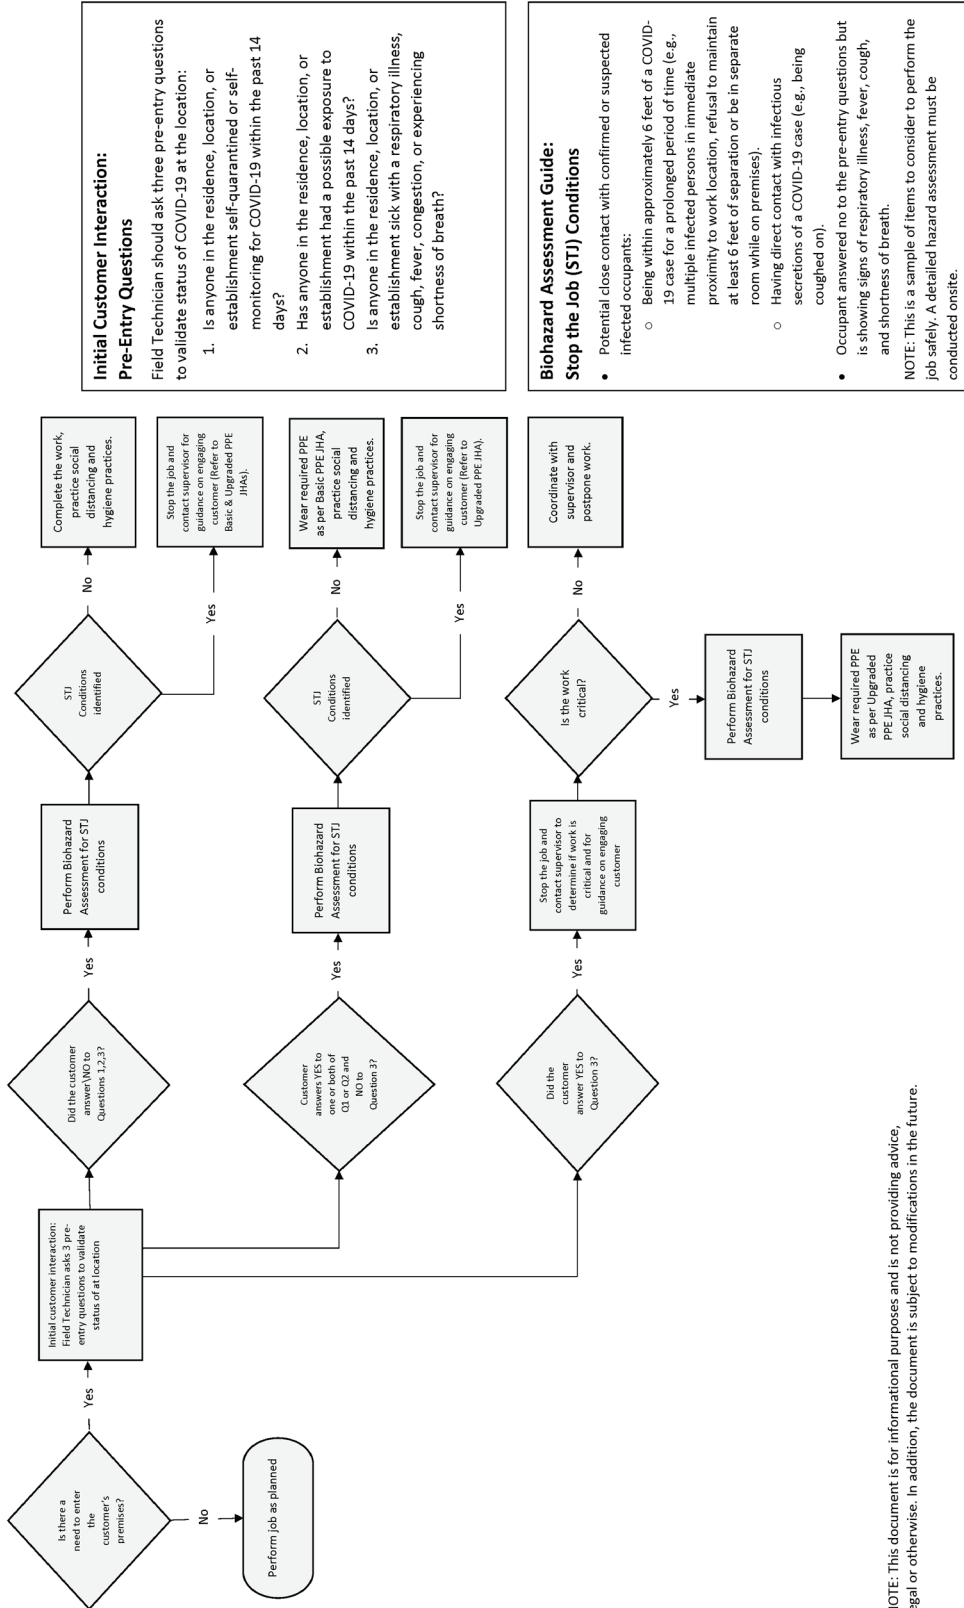 Is there a
need to enter
the
customer's
premises?
Yes
No
Perform job as planned
Initial customer interaction:
Field Technician asks 3 pre-
entry questions to validate
status of at location
Did the customer
answer\NO to
Questions 1,2,3?
Yes
Perform Biohazard
Assessment for STJ
conditions
STJ
Conditions
identified
No
Complete the work,
practice social
distancing and
hygiene practices.
Yes
Stop the job and
contact supervisor for
guidance on engaging
customer (Refer to
Basic & Upgraded PPE
JHAs).
Customer
answers YES to
one or both of
Q1 or Q2 and
NO to
Question 3?
Yes
Perform Biohazard
Assessment for STJ
conditions
STJ
Conditions
identified
No
Wear required PPE
as per Basic PPE JHA,
practice social
distancing and
hygiene practices.
Yes
Stop the job and
contact supervisor for
guidance on engaging
customer (Refer to
Upgraded PPE JHA).
Did the
customer
answer YES to
Question 3?
Yes
Stop the job and
contact supervisor to
determine if work is
critical and for
guidance on engaging
customer
Is the work
critical?
No
Coordinate with
supervisor and
postpone work.
Yes
Perform Biohazard
Assessment for STJ
conditions
Wear required PPE
as per Upgraded
PPE JHA, practice
social distancing
and hygiene
practices.
Initial Customer Interaction:
Pre-Entry Questions
Field Technician should ask three pre-entry questions
to validate status of COVID-19 at the location:
1. Is anyone in the residence, location, or
establishment self-quarantined or self-
monitoring for COVID-19 within the past 14
days?
2. Has anyone in the residence, location, or
establishment had a possible exposure to
COVID-19 within the past 14 days?
3. Is anyone in the residence, location, or
establishment sick with a respiratory illness,
cough, fever, congestion, or experiencing
shortness of breath?
Biohazard Assessment Guide:
Stop the Job (STJ) Conditions
• Potential close contact with confirmed or suspected
infected occupants:
o Being within approximately 6 feet of a COVID-
19 case for a prolonged period of time (e.g.,
multiple infected persons in immediate
proximity to work location, refusal to maintain
at least 6 feet of separation or be in separate
room while on premises).
o Having direct contact with infectious
secretions of a COVID-19 case (e.g., being
coughed on).
• Occupant answered no to the pre-entry questions but
is showing signs of respiratory illness, fever, cough,
and shortness of breath.
NOTE: This is a sample of items to consider to perform the
job safely. A detailed hazard assessment must be
conducted onsite.
OTE: This document is for informational purposes and is not providing advice,
egal or otherwise. In addition, the document is subject to modifications in the future.